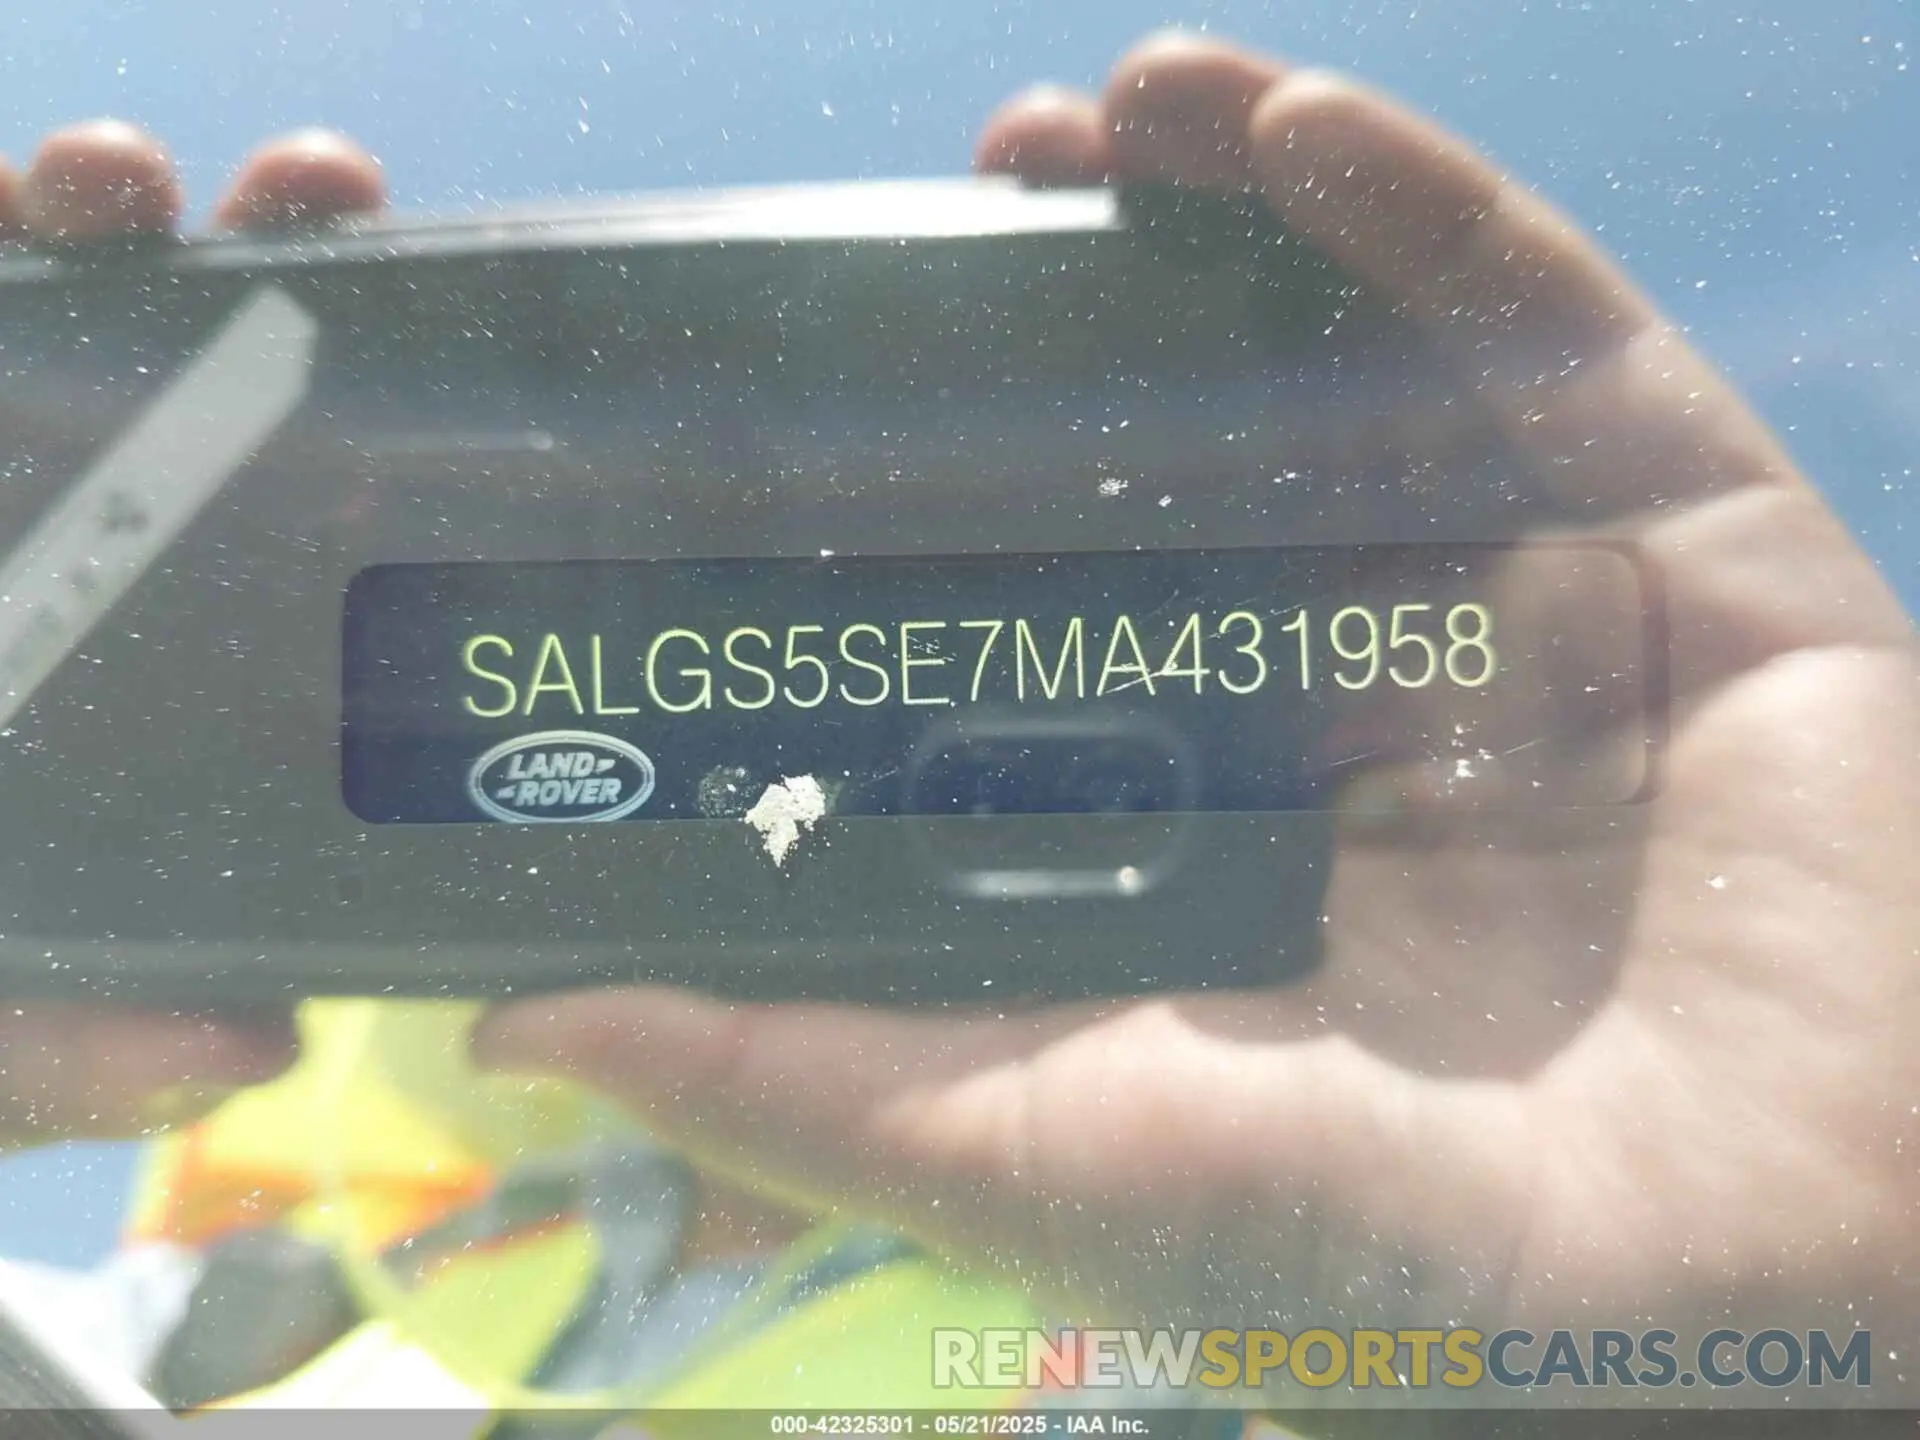 SALGS5SE7MA431958
LAND
ROVER
RENEWSPORTSCARS.COM
000-42325301 - 05/21/2025 - IAA Inc.